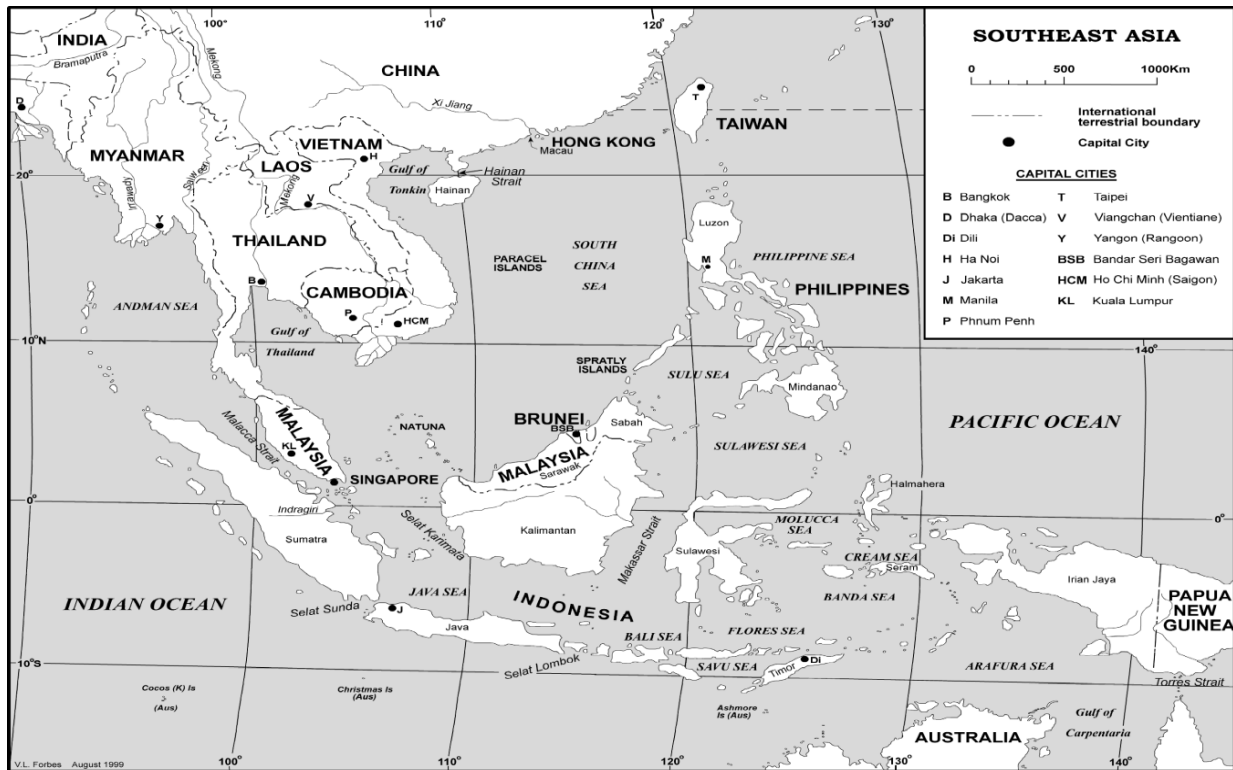 100°
110°
120°
130°
INDIA
Bramaputra
Mekong
CHINA
Xi Jiang
D
T
TAIWAN
HONG KONG
Macau
MYANMAR
Irrawady
VIETNAM
H
LAOS
Mekong
V
Gulf of
Tonkin
Hainan
Strait
Hainan
20°
Y
THAILAND
Luzon
SOUTH
CHINA
SEA
PARACEL
ISLANDS
M
PHILIPPINE SEA
PHILIPPINES
B
CAMBODIA
P
HCM
ANDMAN SEA
Gulf of
Thailand
10°N
140°
SPRATLY
ISLANDS
SULU SEA
Mindanao
PACIFIC OCEAN
MALAYSIA
Malacca Strait
KL
NATUNA
BRUNEI
BSB
Sabah
SULAWESI SEA
MALAYSIA
Sarawak
SINGAPORE
Halmahera
0°
0°
Indragiri
Sumatra
Selat Karimata
Kalimantan
Makassar Strait
MOLUCCA
SEA
Sulawesi
CREAM SEA
Seram
Irian Jaya
INDIAN OCEAN
JAVA SEA
INDONESIA
BANDA SEA
PAPUA
NEW
GUINEA
Selat Sunda
J
Java
BALI SEA
FLORES SEA
10°S
Selat Lombok
SAVU SEA
Timor
Di
ARAFURA SEA
Torres Strait
Cocos (K) Is
(Aus)
Christmas Is
(Aus)
Ashmore
Is (Aus)
AUSTRALIA
Gulf of
Carpentaria
V.L. Forbes August 1999
100°
110°
120°
130°
140°
SOUTHEAST ASIA
0 500 1000Km
International
terrestrial boundary
Capital City
CAPITAL CITIES
B Bangkok
D Dhaka (Dacca)
Di Dili
H Ha Noi
J Jakarta
M Manila
P Phnum Penh
T Taipei
V Viangchan (Vientiane)
Y Yangon (Rangoon)
BSB Bandar Seri Bagawan
HCM Ho Chi Minh (Saigon)
KL Kuala Lumpur